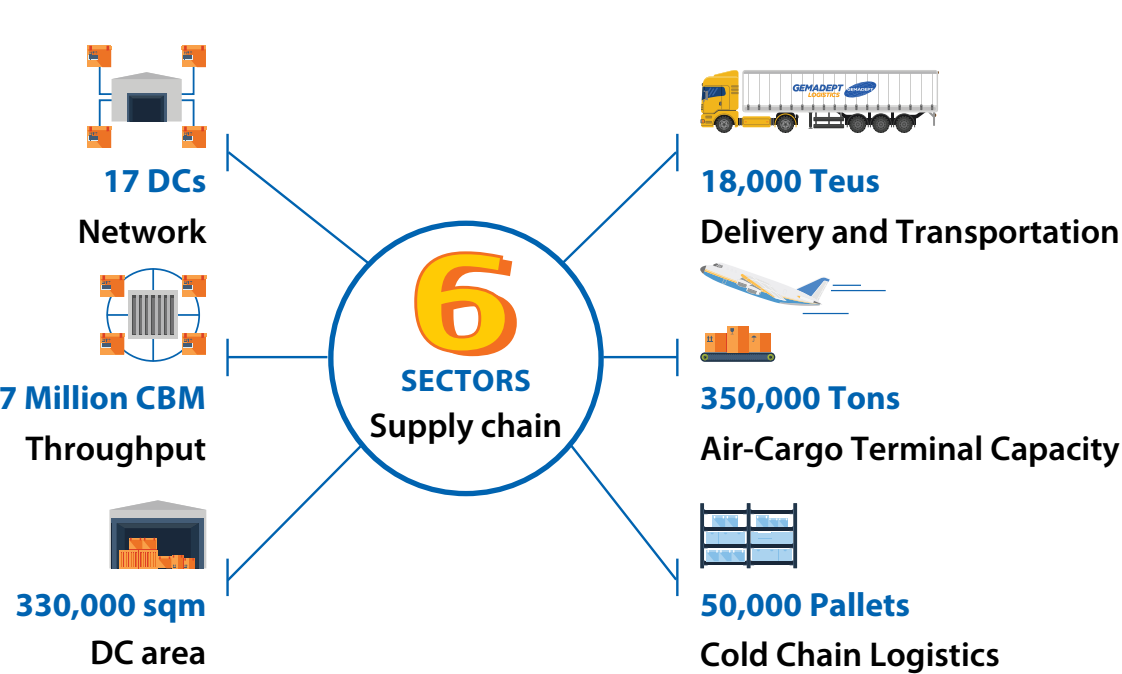 17 DCs
Network
7 Million CBM
Throughput
330,000 sqm
DC area
6
SECTORS
Supply chain
GEMADEPT
LOGISTICS
GEMADEPT
18,000 Teus
Delivery and Transportation
350,000 Tons
Air-Cargo Terminal Capacity
50,000 Pallets
Cold Chain Logistics